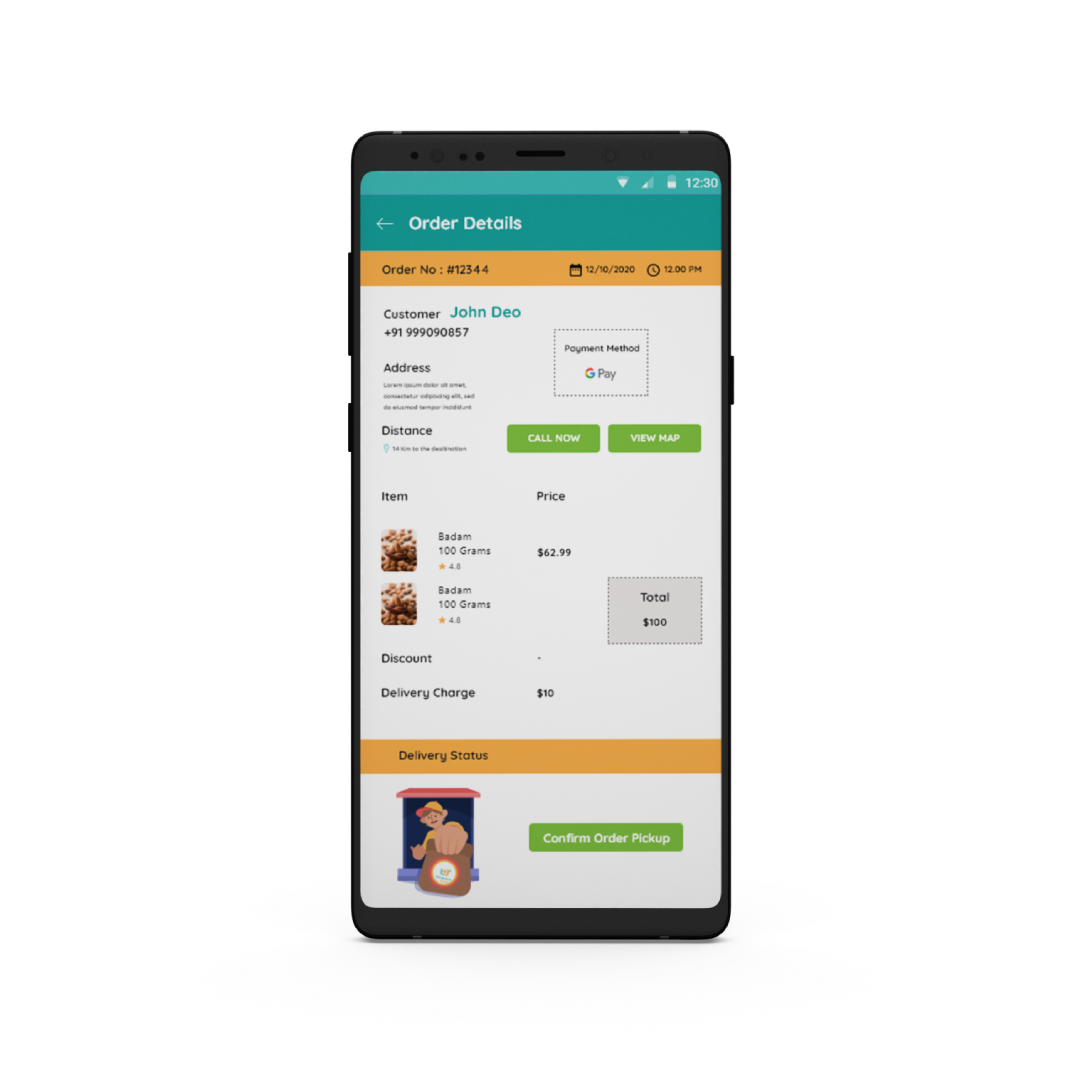 12:30
Order Details
Order No : #12344
12/10/2020
12.00 PM
Customer John Deo
+91 999090857
Payment Method
G Pay
Address
Lorem ipsum dolor sit amet,
consectetur adipiscing elit, sed
do eiusmod tempor incididunt
Distance
14 Km to the destination
CALL NOW
VIEW MAP
Item Price
Badam
100 Grams
4.8
$62.99
Badam
100 Grams
4.8
Total
$100
Discount -
Delivery Charge $10
Delivery Status
Confirm Order Pickup